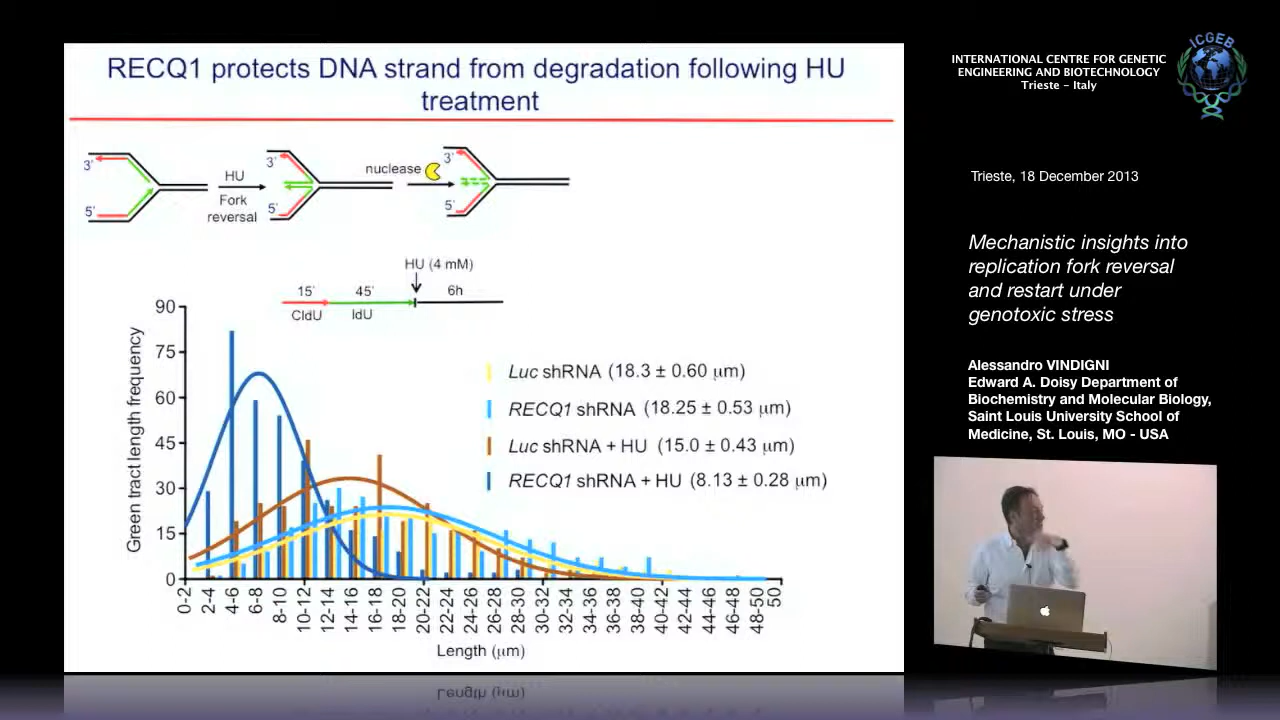 RECQ1 protects DNA strand from degradation following HU
treatment
3'
5'
HU
Fork
reversal
3'
5'
nuclease
3'
5'
HU (4 mM)
15'
45'
6h
CldU
IdU
Green tract length frequency
90
75
60
45
30
15
0
Luc shRNA (18.3 ± 0.60 μm)
RECQ1 shRNA (18.25 ± 0.53 μm)
Luc shRNA + HU (15.0 ± 0.43 μm)
RECQ1 shRNA + HU (8.13 ± 0.28 μm)
0-2
2-4
4-6
6-8
8-10
10-12
12-14
14-16
16-18
18-20
20-22
22-24
24-26
26-28
28-30
30-32
32-34
34-36
36-38
38-40
40-42
42-44
44-46
46-48
48-50
50
Length (μm)
INTERNATIONAL CENTRE FOR GENETIC
ENGINEERING AND BIOTECHNOLOGY
Trieste - Italy
ICGEB
Trieste, 18 December 2013
Mechanistic insights into
replication fork reversal
and restart under
genotoxic stress
Alessandro VINDIGNI
Edward A. Doisy Department of
Biochemistry and Molecular Biology,
Saint Louis University School of
Medicine, St. Louis, MO - USA